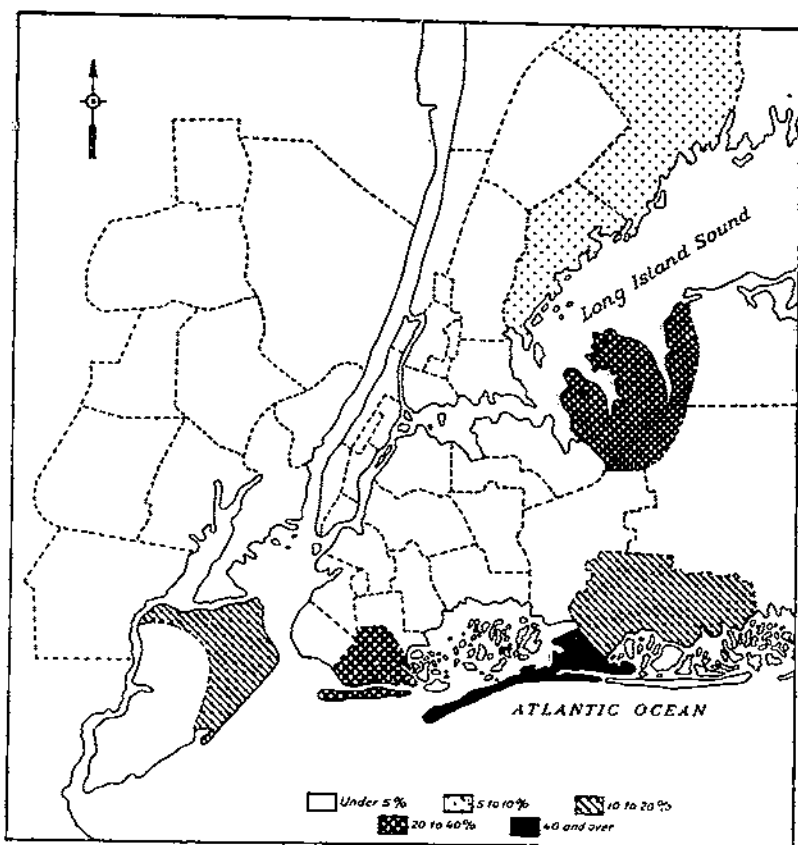 Long Island Sound
ATLANTIC OCEAN
Under 5% 5 to 10% 10 to 20%
20 to 40% 40 and over